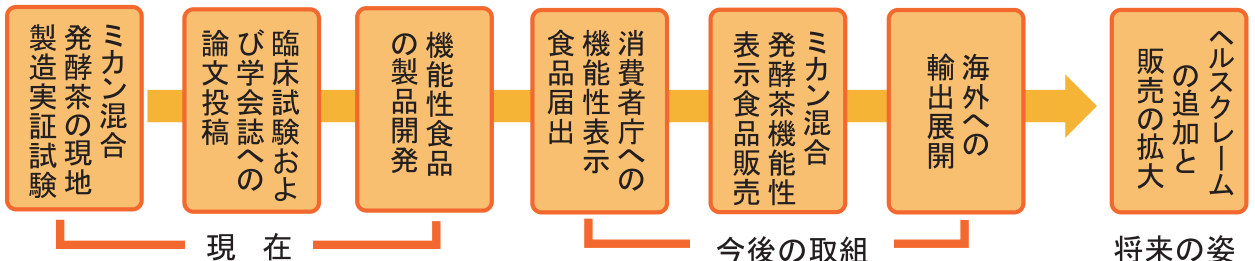 ミカン混合
発酵茶の現地
製造実証試験
臨床試験およ
び学会誌への
論文投稿
機能性食品
の製品開発
消費者庁への
機能性表示
食品届出
ミカン混合
発酵茶機能性
表示食品販売
海外への
輸出展開
ヘルスクレーム
の追加と
販売の拡大
現 在
今後の取組
将来の姿